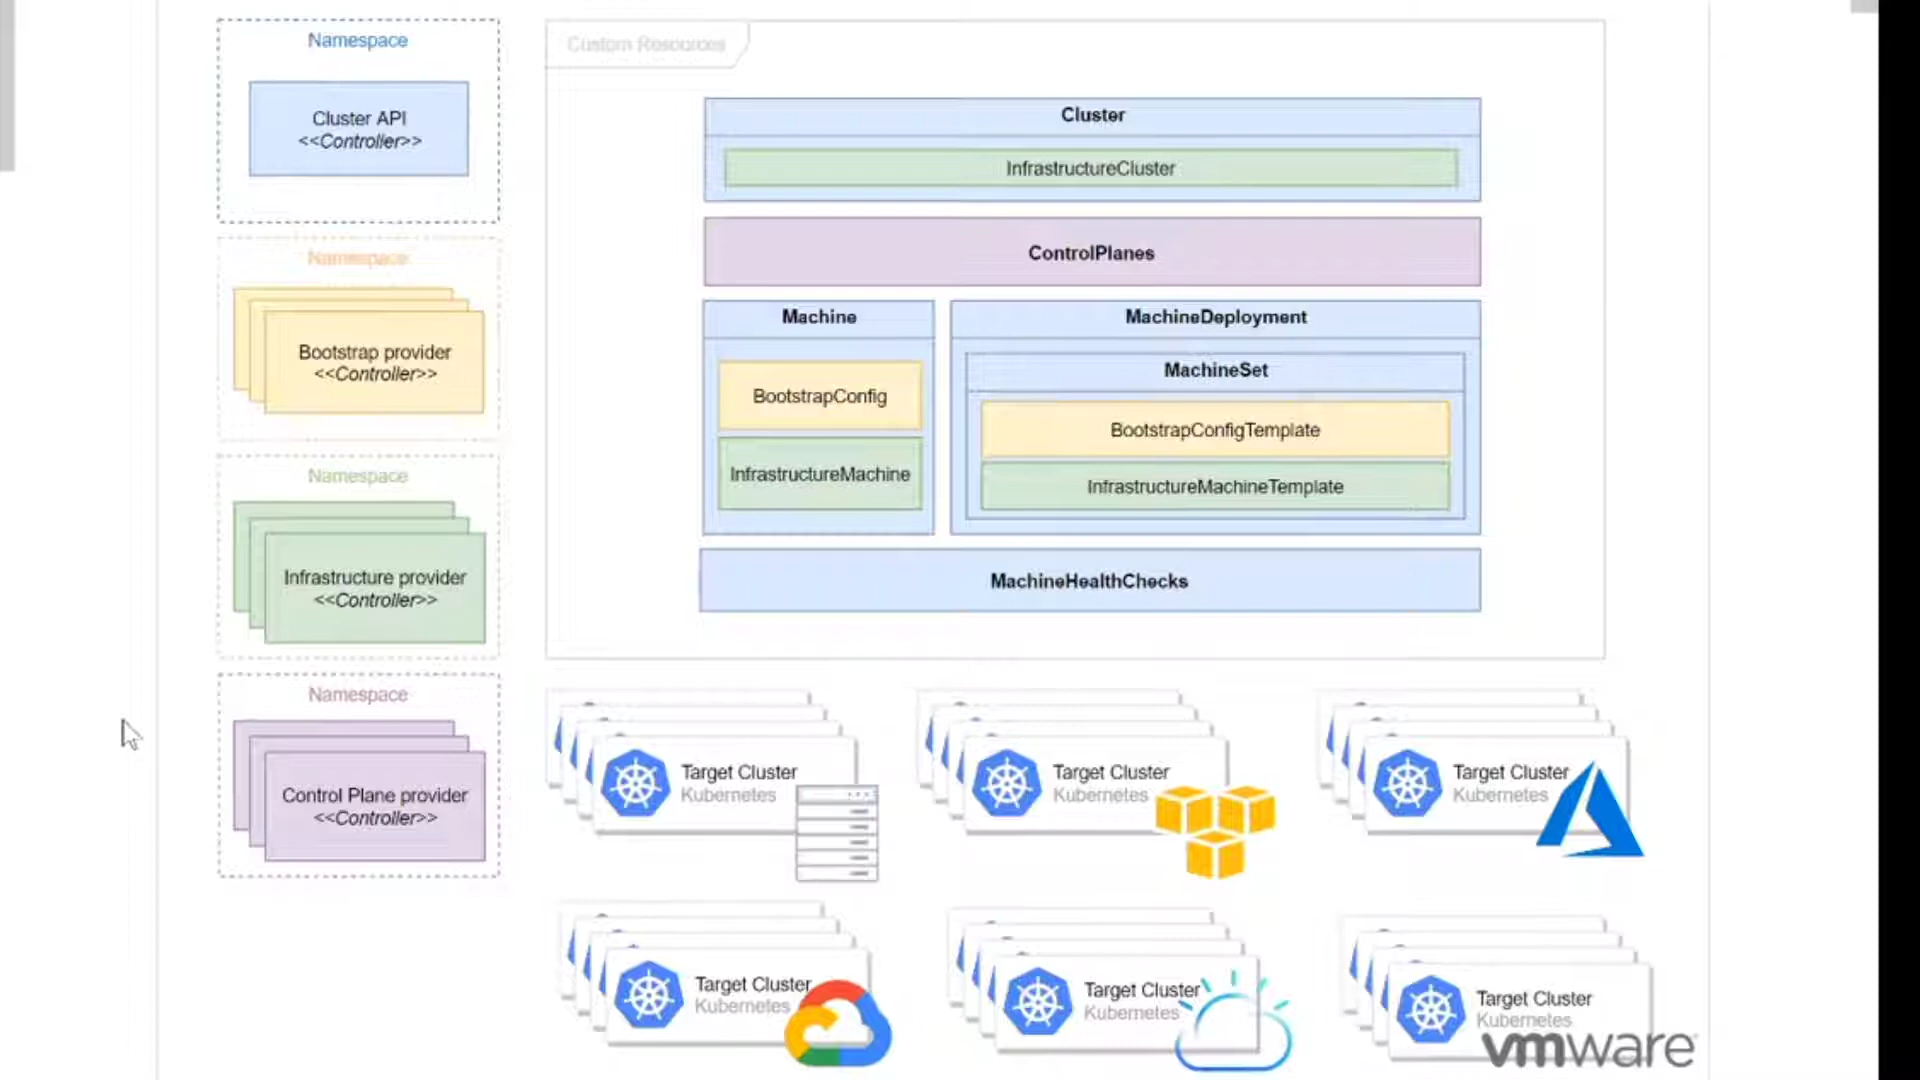 Namespace
Cluster API
<<Controller>>
Namespace
Bootstrap provider
<<Controller>>
Namespace
Infrastructure provider
<<Controller>>
Namespace
Control Plane provider
<<Controller>>
Custom Resources
Cluster
InfrastructureCluster
ControlPlanes
Machine
BootstrapConfig
InfrastructureMachine
MachineDeployment
MachineSet
BootstrapConfigTemplate
InfrastructureMachineTemplate
MachineHealthChecks
Target Cluster
Kubernetes
Target Cluster
Kubernetes
Target Cluster
Kubernetes
Target Cluster
Kubernetes
Target Cluster
Kubernetes
Target Cluster
Kubernetes
vmware